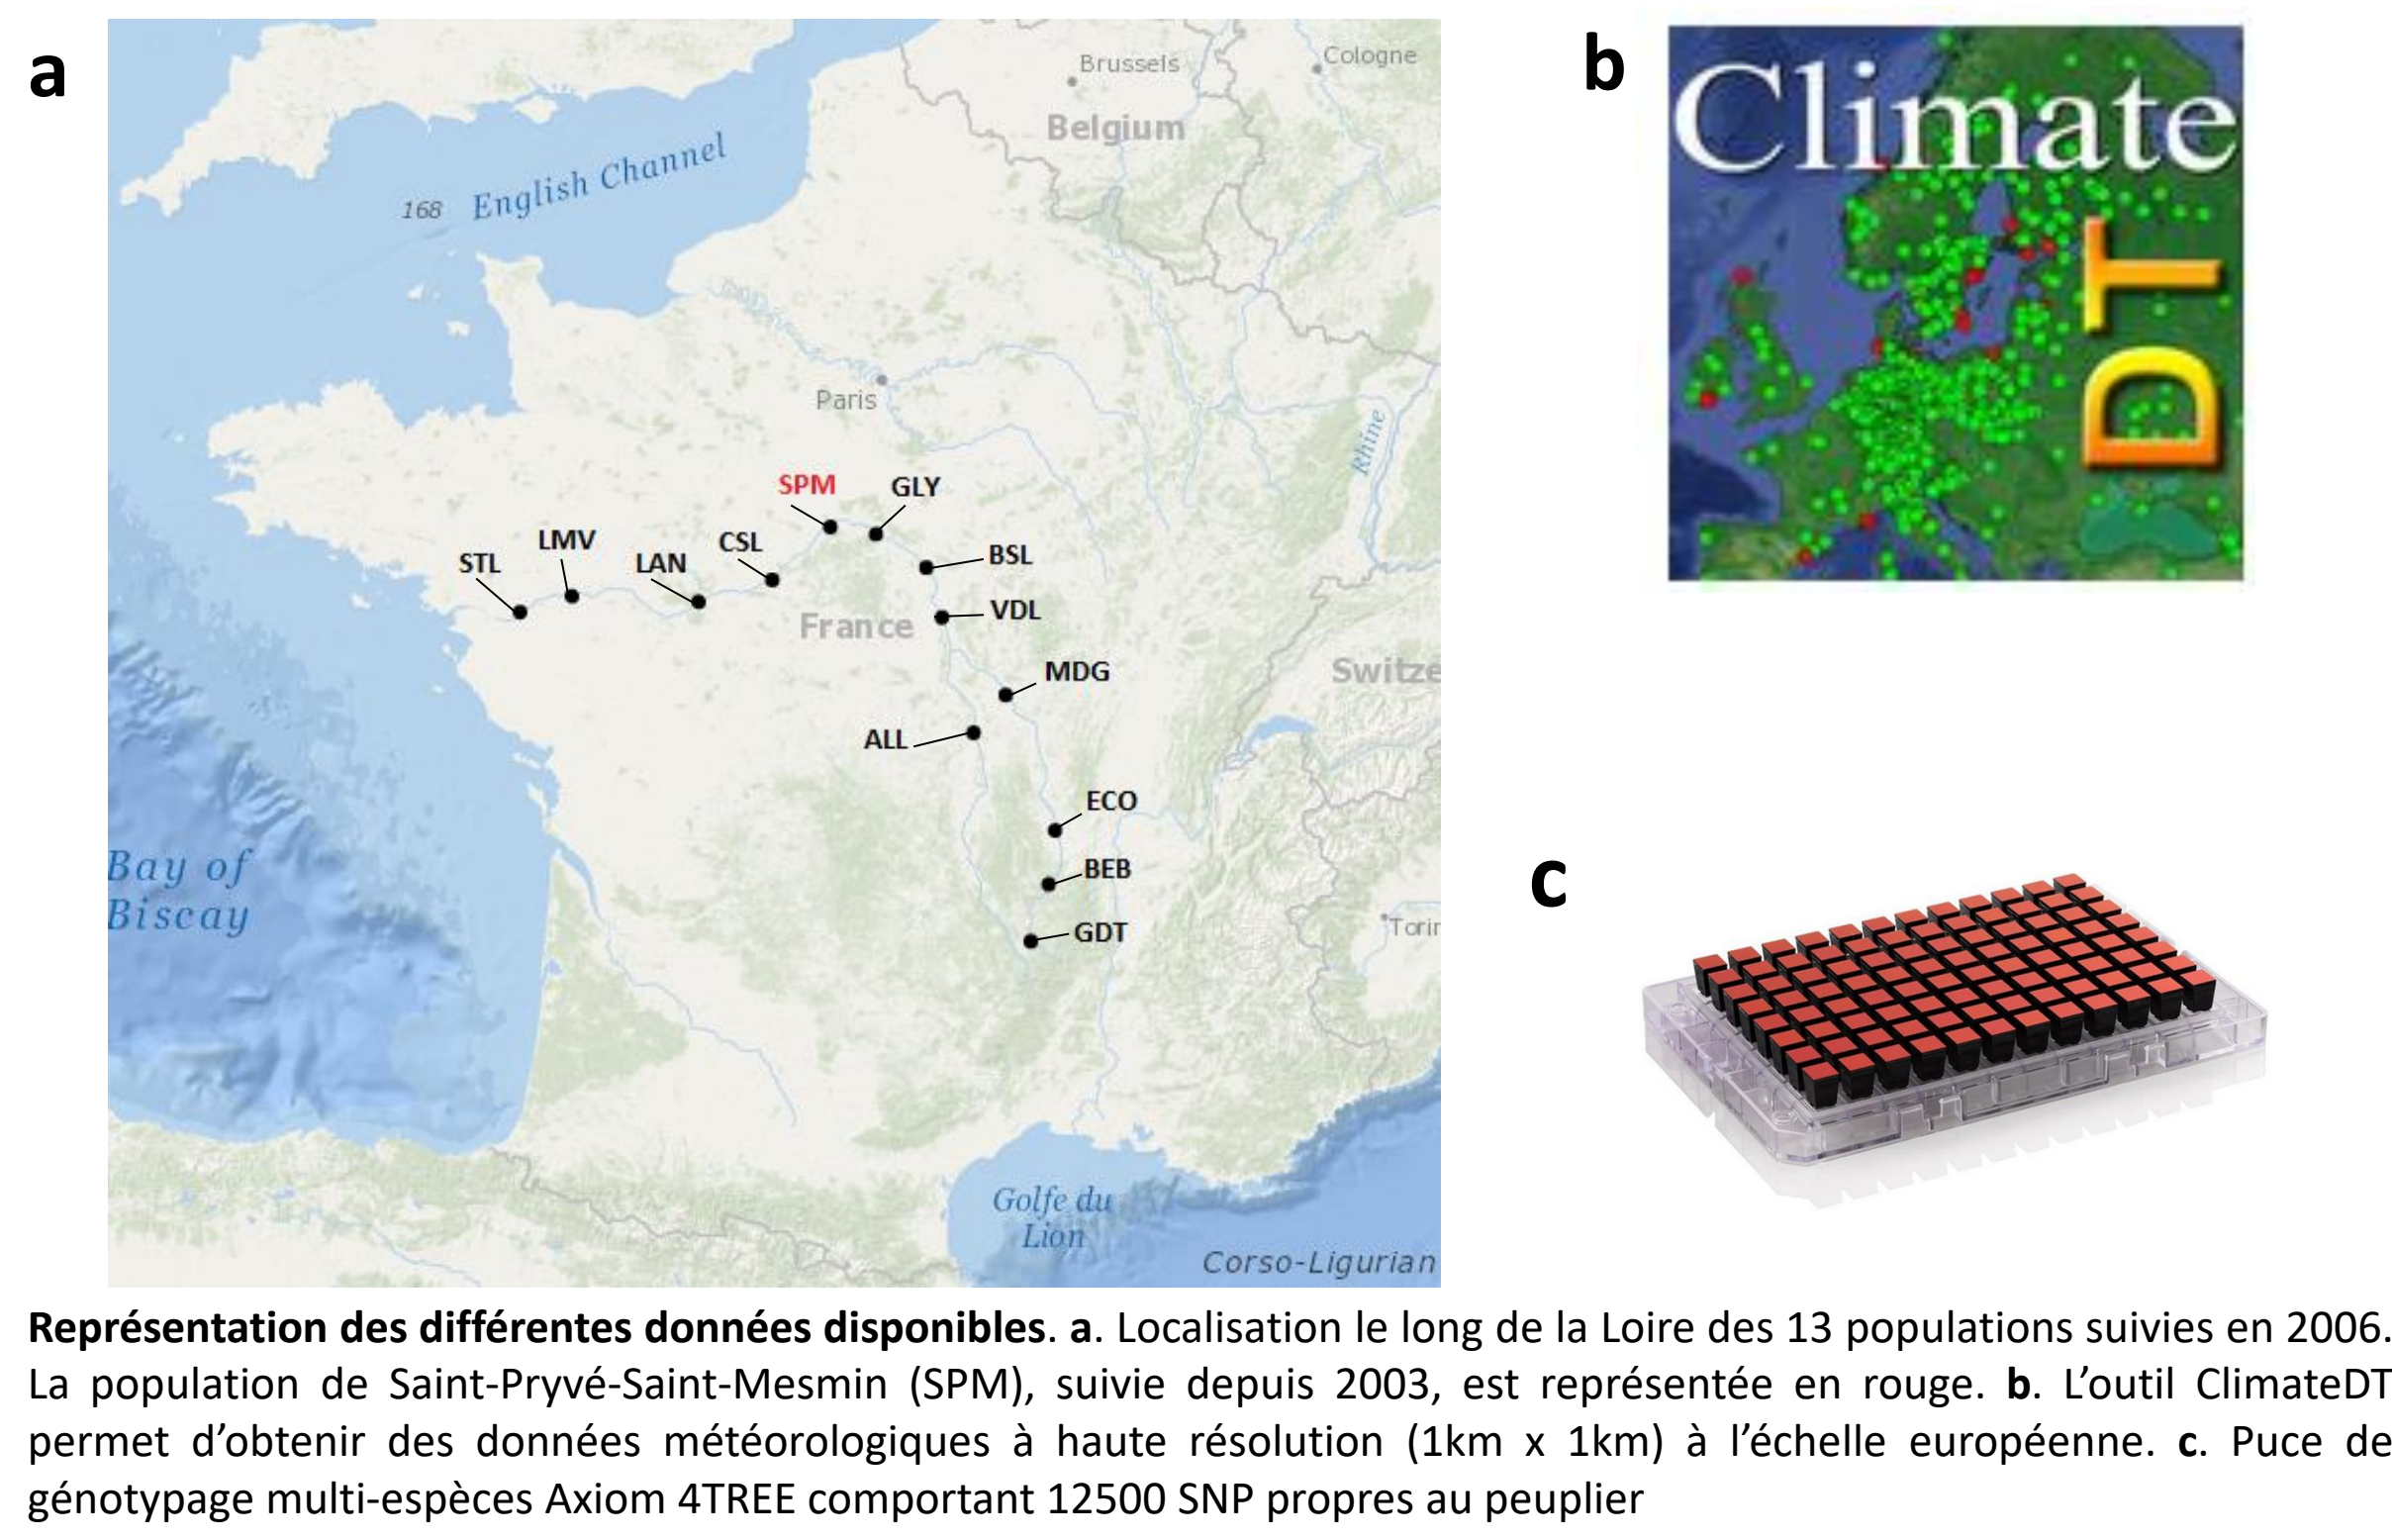 a
b
Climate
DT
Brussels
Cologne
Belgium
English Channel
168
Paris
Rhine
SPM
GLY
LMV
CSL
STL
LAN
BSL
VDL
France
MDG
Switze
ALL
ECO
BEB
GDT
Bay of
Biscay
Torir
c
Golfe du
Lion
Corso-Ligurian
Représentation des différentes données disponibles. a. Localisation le long de la Loire des 13 populations suivies en 2006.
La population de Saint-Pryvé-Saint-Mesmin (SPM), suivie depuis 2003, est représentée en rouge. b. L’outil ClimateDT
permet d’obtenir des données météorologiques à haute résolution (1km x 1km) à l’échelle européenne. c. Puce de
génotypage multi-espèces Axiom 4TREE comportant 12500 SNP propres au peuplier